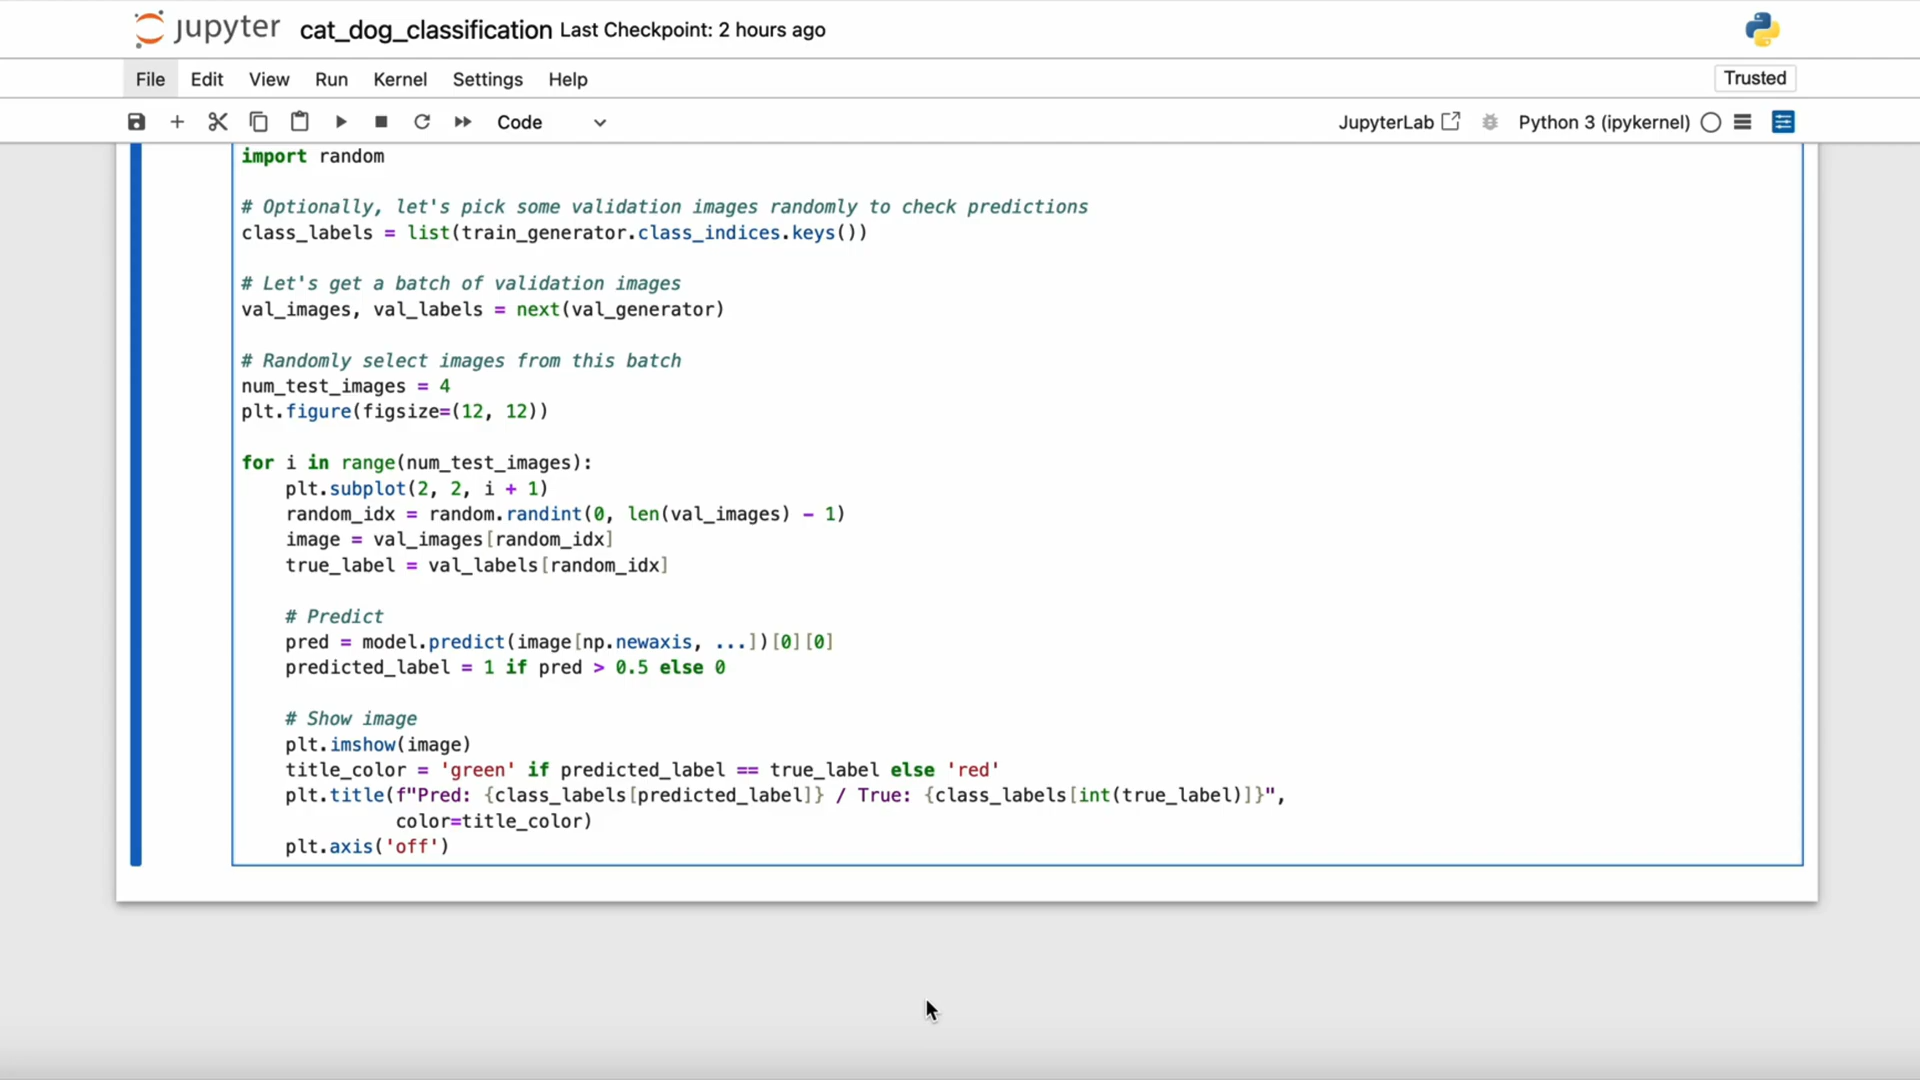 jupyter cat_dog_classification Last Checkpoint: 2 hours ago
File Edit View Run Kernel Settings Help Trusted
Code JupyterLab Python 3 (ipykernel)
import random
# Optionally, let's pick some validation images randomly to check predictions
class_labels = list(train_generator.class_indices.keys())
# Let's get a batch of validation images
val_images, val_labels = next(val_generator)
# Randomly select images from this batch
num_test_images = 4
plt.figure(figsize=(12, 12))
for i in range(num_test_images):
    plt.subplot(2, 2, i + 1)
    random_idx = random.randint(0, len(val_images) - 1)
    image = val_images[random_idx]
    true_label = val_labels[random_idx]
    # Predict
    pred = model.predict(image[np.newaxis, ...])[0][0]
    predicted_label = 1 if pred > 0.5 else 0
    # Show image
    plt.imshow(image)
    title_color = 'green' if predicted_label == true_label else 'red'
    plt.title(f"Pred: {class_labels[predicted_label]} / True: {class_labels[int(true_label)]}",
              color=title_color)
    plt.axis('off')